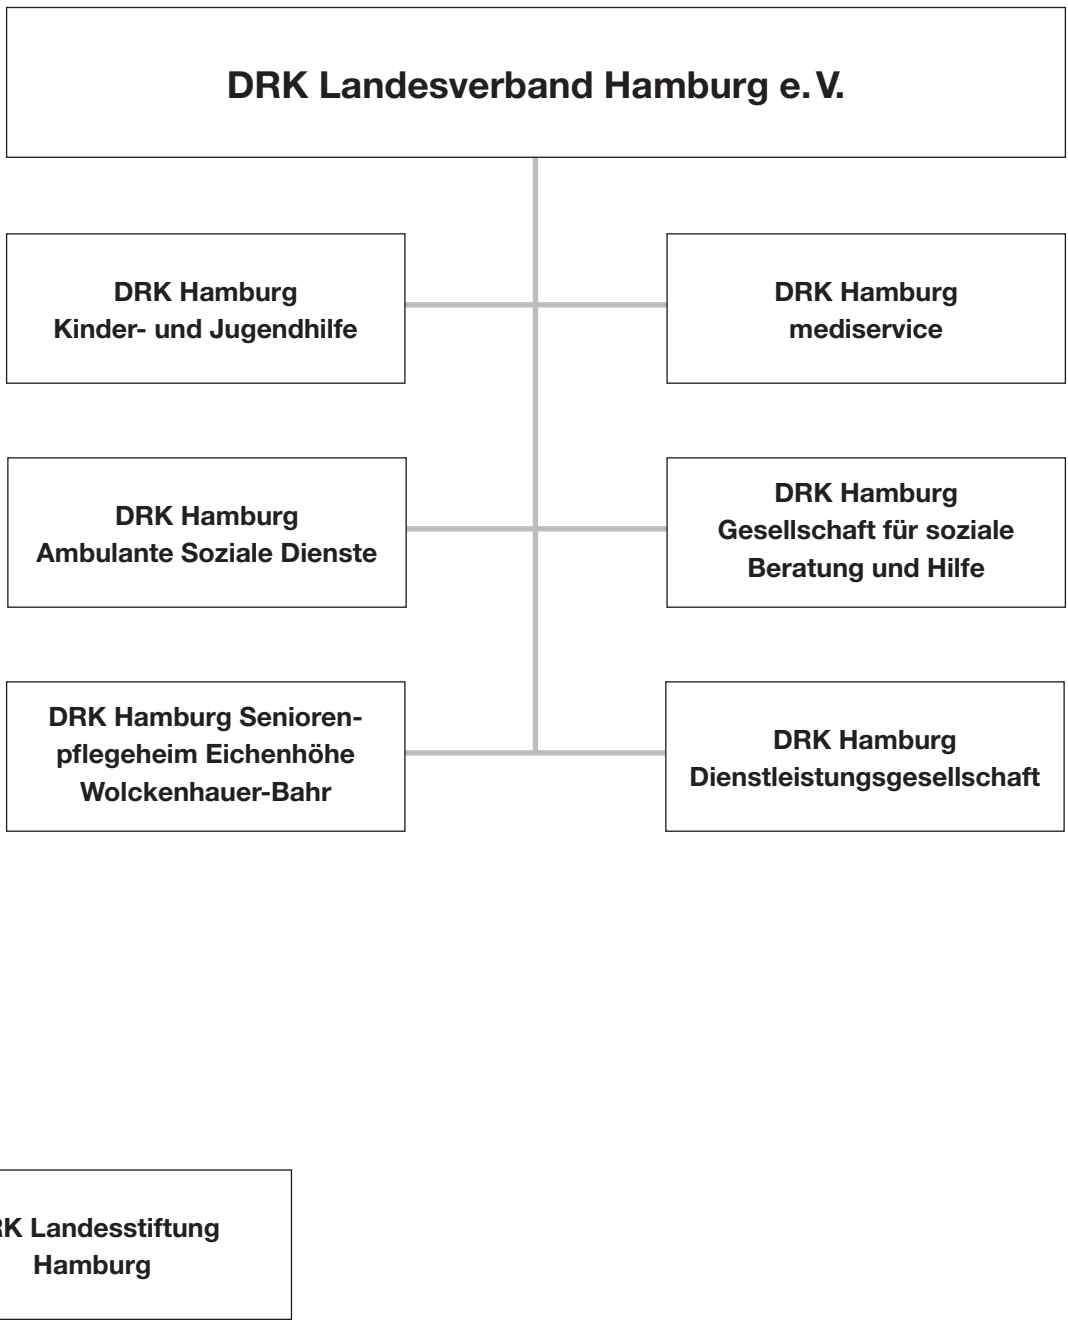 DRK Landesverband Hamburg e. V.
DRK Hamburg
Kinder- und Jugendhilfe
DRK Hamburg
mediservice
DRK Hamburg
Ambulante Soziale Dienste
DRK Hamburg
Gesellschaft für soziale
Beratung und Hilfe
DRK Hamburg Senioren-
pflegeheim Eichenhöhe
Wolckenhauer-Bahr
DRK Hamburg
Dienstleistungsgesellschaft
Landesstiftung
Hamburg